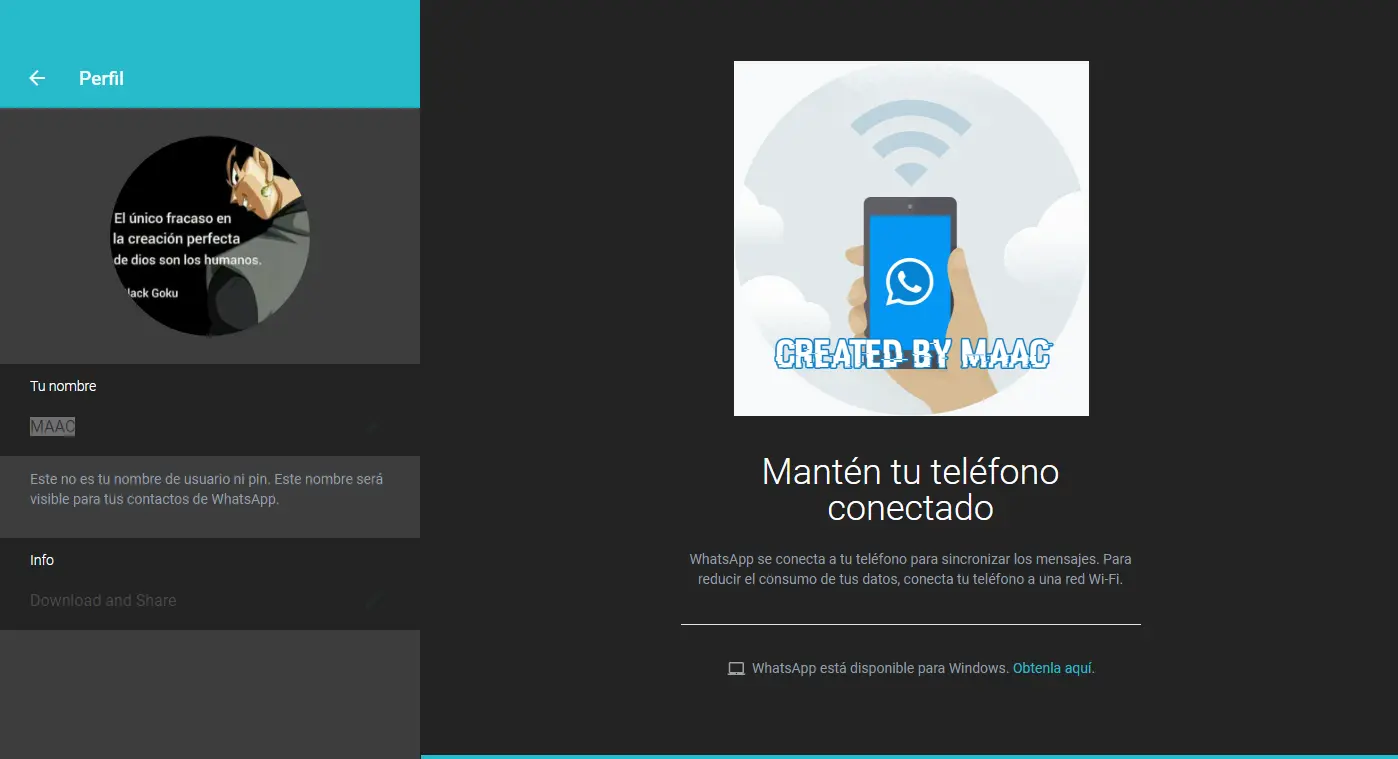 Perfil
El único fracaso en
la creación perfecta
de dios son los humanos.
lack Goku
Tu nombre
MAAC
Este no es tu nombre de usuario ni pin. Este nombre será
visible para tus contactos de WhatsApp.
Info
Download and Share
CREATED BY MAAC
Mantén tu teléfono
conectado
WhatsApp se conecta a tu teléfono para sincronizar los mensajes. Para
reducir el consumo de tus datos, conecta tu teléfono a una red Wi-Fi.
WhatsApp está disponible para Windows. Obtenla aquí.